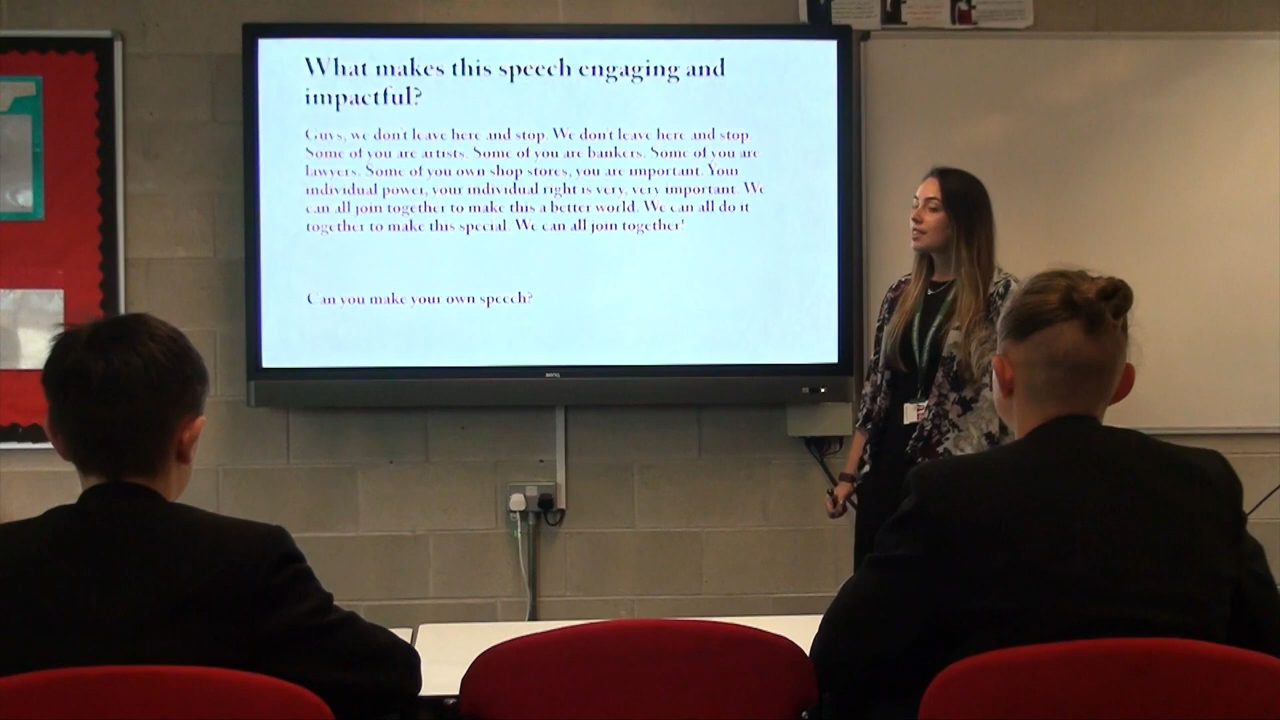 What makes this speech engaging and
impactful?
Guys, we don't leave here and stop. We don't leave here and stop.
Some of you are artists. Some of you are bankers. Some of you are
lawyers. Some of you own shop stores, you are important. Your
individual power, your individual right is very, very important. We
can all join together to make this a better world. We can all do it
together to make this special. We can all join together!
Can you make your own speech?
BenQ